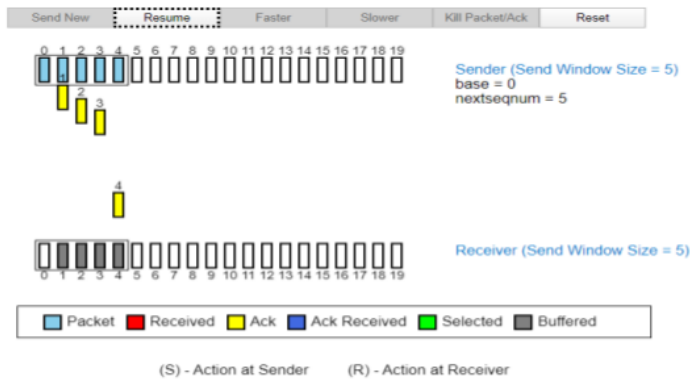 Send New Resume Faster Slower Kill Packet/Ack Reset
0 1 2 3 4 5 6 7 8 9 10 11 12 13 14 15 16 17 18 19
Sender (Send Window Size = 5)
base = 0
nextseqnum = 5
1
2
3
4
Receiver (Send Window Size = 5)
0 1 2 3 4 5 6 7 8 9 10 11 12 13 14 15 16 17 18 19
Packet Received Ack Ack Received Selected Buffered
(S) - Action at Sender (R) - Action at Receiver